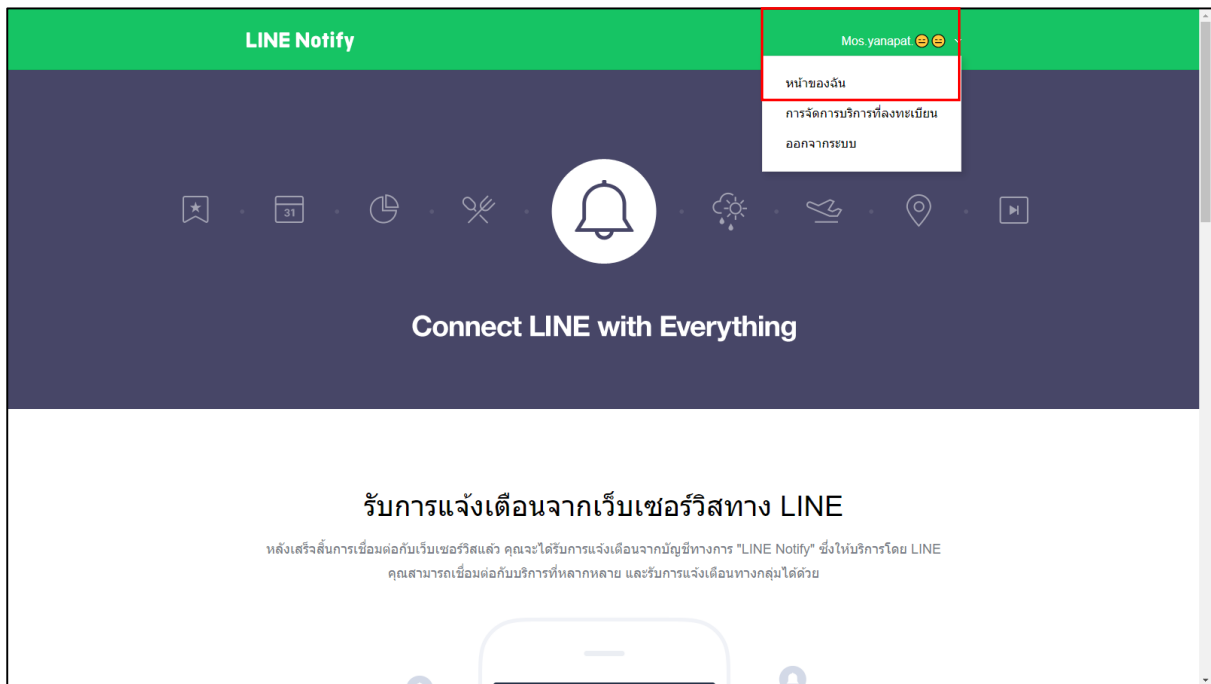 LINE Notify
Mos.yanapat 😑😑
หน้าของฉัน
การจัดการบริการที่ลงทะเบียน
ออกจากระบบ
31
Connect LINE with Everything
รับการแจ้งเตือนจากเว็บเซอร์วิสทาง LINE
หลังเสร็จสิ้นการเชื่อมต่อกับเว็บเซอร์วิสแล้ว คุณจะได้รับการแจ้งเตือนจากบัญชีทางการ "LINE Notify" ซึ่งให้บริการโดย LINE
คุณสามารถเชื่อมต่อกับบริการที่หลากหลาย และรับการแจ้งเตือนทางกลุ่มได้ด้วย